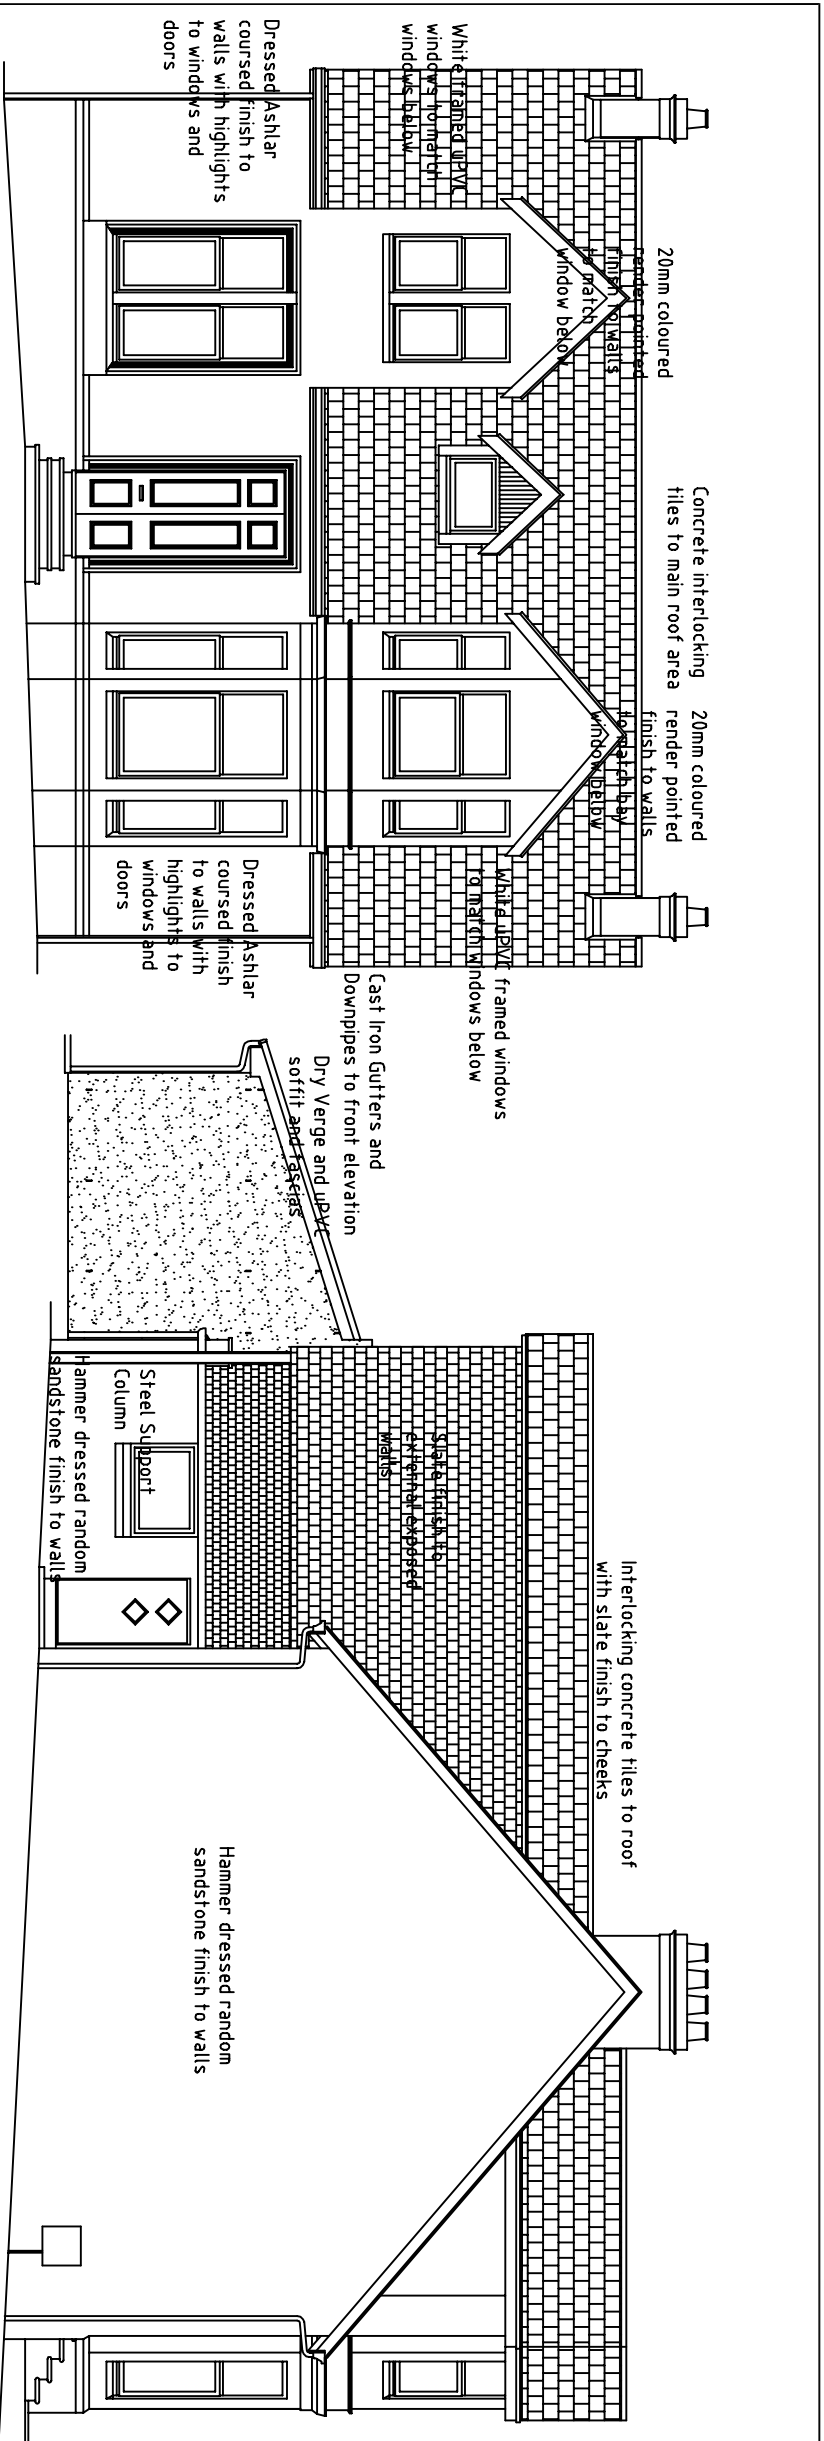 Dressed Ashlar
coursed finish to
walls with highlights
to windows and
doors
White framed uPVC
windows to match
windows below
20mm coloured
render pointed
finish to walls
to match
window below
Concrete interlocking
tiles to main roof area
20mm coloured
render pointed
finish to walls
to match bay
window below
Dressed Ashlar
coursed finish
to walls with
highlights to
windows and
doors
White uPVC framed windows
to match windows below
Cast Iron Gutters and
Downpipes to front elevation
Dry Verge and uPVC
soffit and fascias
Hammer dressed random
sandstone finish to walls
Steel Support
Column
Slate finish to
external exposed
walls
Interlocking concrete tiles to roof
with slate finish to cheeks
Hammer dressed random
sandstone finish to walls